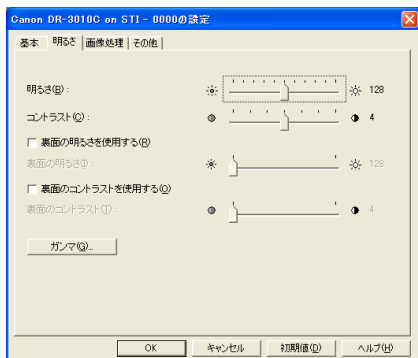 Canon DR-3010C on STI - 0000の設定
基本 明るさ 画像処理 その他
明るさ(B): 128
コントラスト(C): 4
裏面の明るさを使用する(R)
裏面の明るさ(I): 128
裏面のコントラストを使用する(O)
裏面のコントラスト(T): 4
ガンマ(G)...
OK キャンセル 初期値(D) ヘルプ(H)